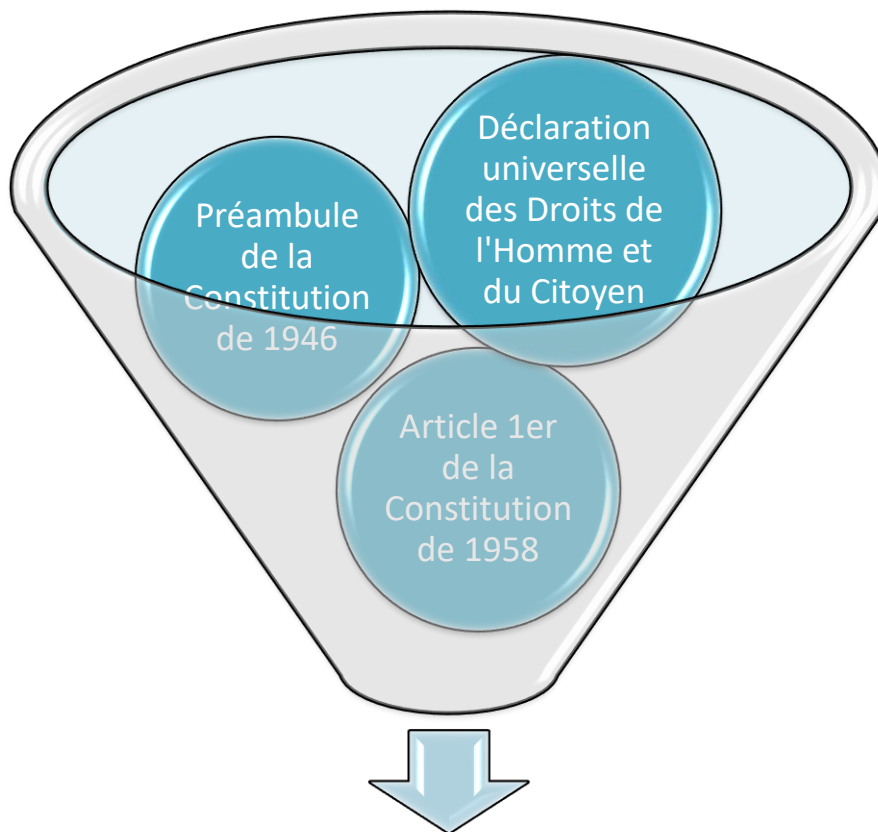 Déclaration
universelle
des Droits de
l'Homme et
du Citoyen
Préambule
de la
Constitution
de 1946
Article 1er
de la
Constitution
de 1958